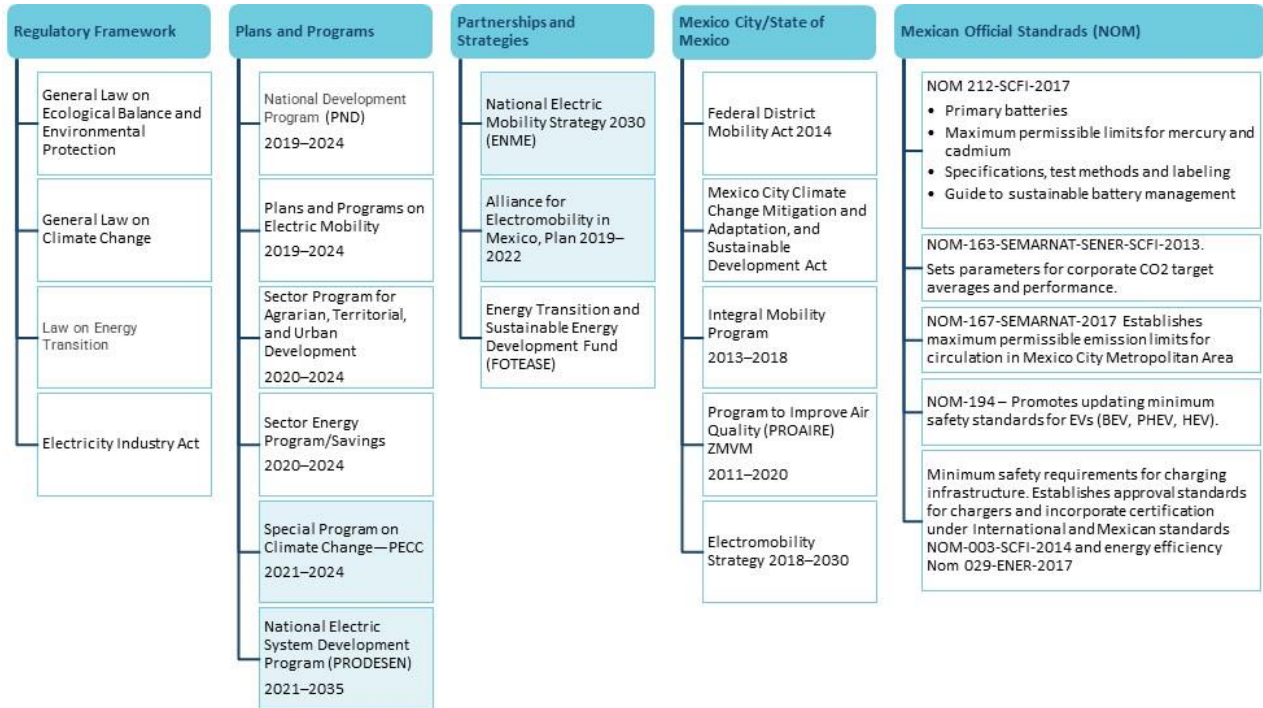 Regulatory Framework
General Law on
Ecological Balance and
Environmental
Protection
General Law on
Climate Change
Law on Energy
Transition
Electricity Industry Act
Plans and Programs
National Development
Program (PND)
2019–2024
Plans and Programs on
Electric Mobility
2019–2024
Sector Program for
Agrarian, Territorial,
and Urban
Development
2020–2024
Sector Energy
Program/Savings
2020–2024
Special Program on
Climate Change—PECC
2021–2024
National Electric
System Development
Program (PRODESEN)
2021–2035
Partnerships and
Strategies
National Electric
Mobility Strategy 2030
(ENME)
Alliance for
Electromobility in
Mexico, Plan 2019–
2022
Energy Transition and
Sustainable Energy
Development Fund
(FOTEASE)
Mexico City/State of
Mexico
Federal District
Mobility Act 2014
Mexico City Climate
Change Mitigation and
Adaptation, and
Sustainable
Development Act
Integral Mobility
Program
2013–2018
Program to Improve Air
Quality (PROAIRE)
ZMVM
2011–2020
Electromobility
Strategy 2018–2030
Mexican Official Standrads (NOM)
NOM 212-SCFI-2017
• Primary batteries
• Maximum permissible limits for mercury and
cadmium
• Specifications, test methods and labeling
• Guide to sustainable battery management
NOM-163-SEMARNAT-SENER-SCFI-2013.
Sets parameters for corporate CO2 target
averages and performance.
NOM-167-SEMARNAT-2017 Establishes
maximum permissible emission limits for
circulation in Mexico City Metropolitan Area
NOM-194 – Promotes updating minimum
safety standards for EVs (BEV, PHEV, HEV).
Minimum safety requirements for charging
infrastructure. Establishes approval standards
for chargers and incorporate certification
under International and Mexican standards
NOM-003-SCFI-2014 and energy efficiency
Nom 029-ENER-2017